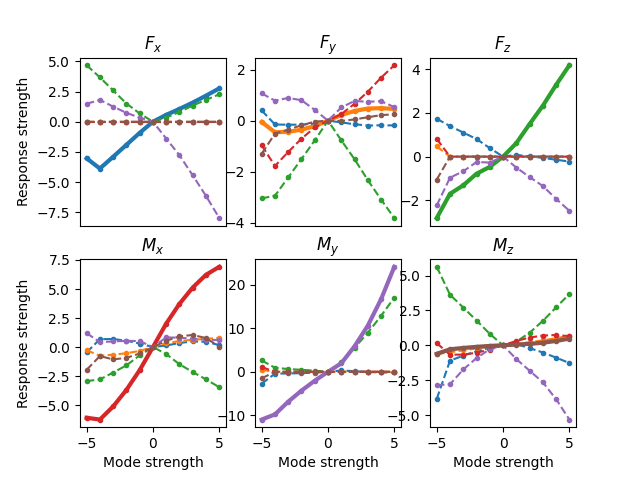 F_x F_y F_z
Response strength
5.0 2.5 0.0 −2.5 −5.0 −7.5
2 0 −2 −4
4 2 0 −2
M_x M_y M_z
Response strength
7.5 5.0 2.5 0.0 −2.5 −5.0
20 10 0 −10
5.0 2.5 0.0 −2.5 −5.0
−5 0 5 −5 0 5 −5 0 5
Mode strength Mode strength Mode strength